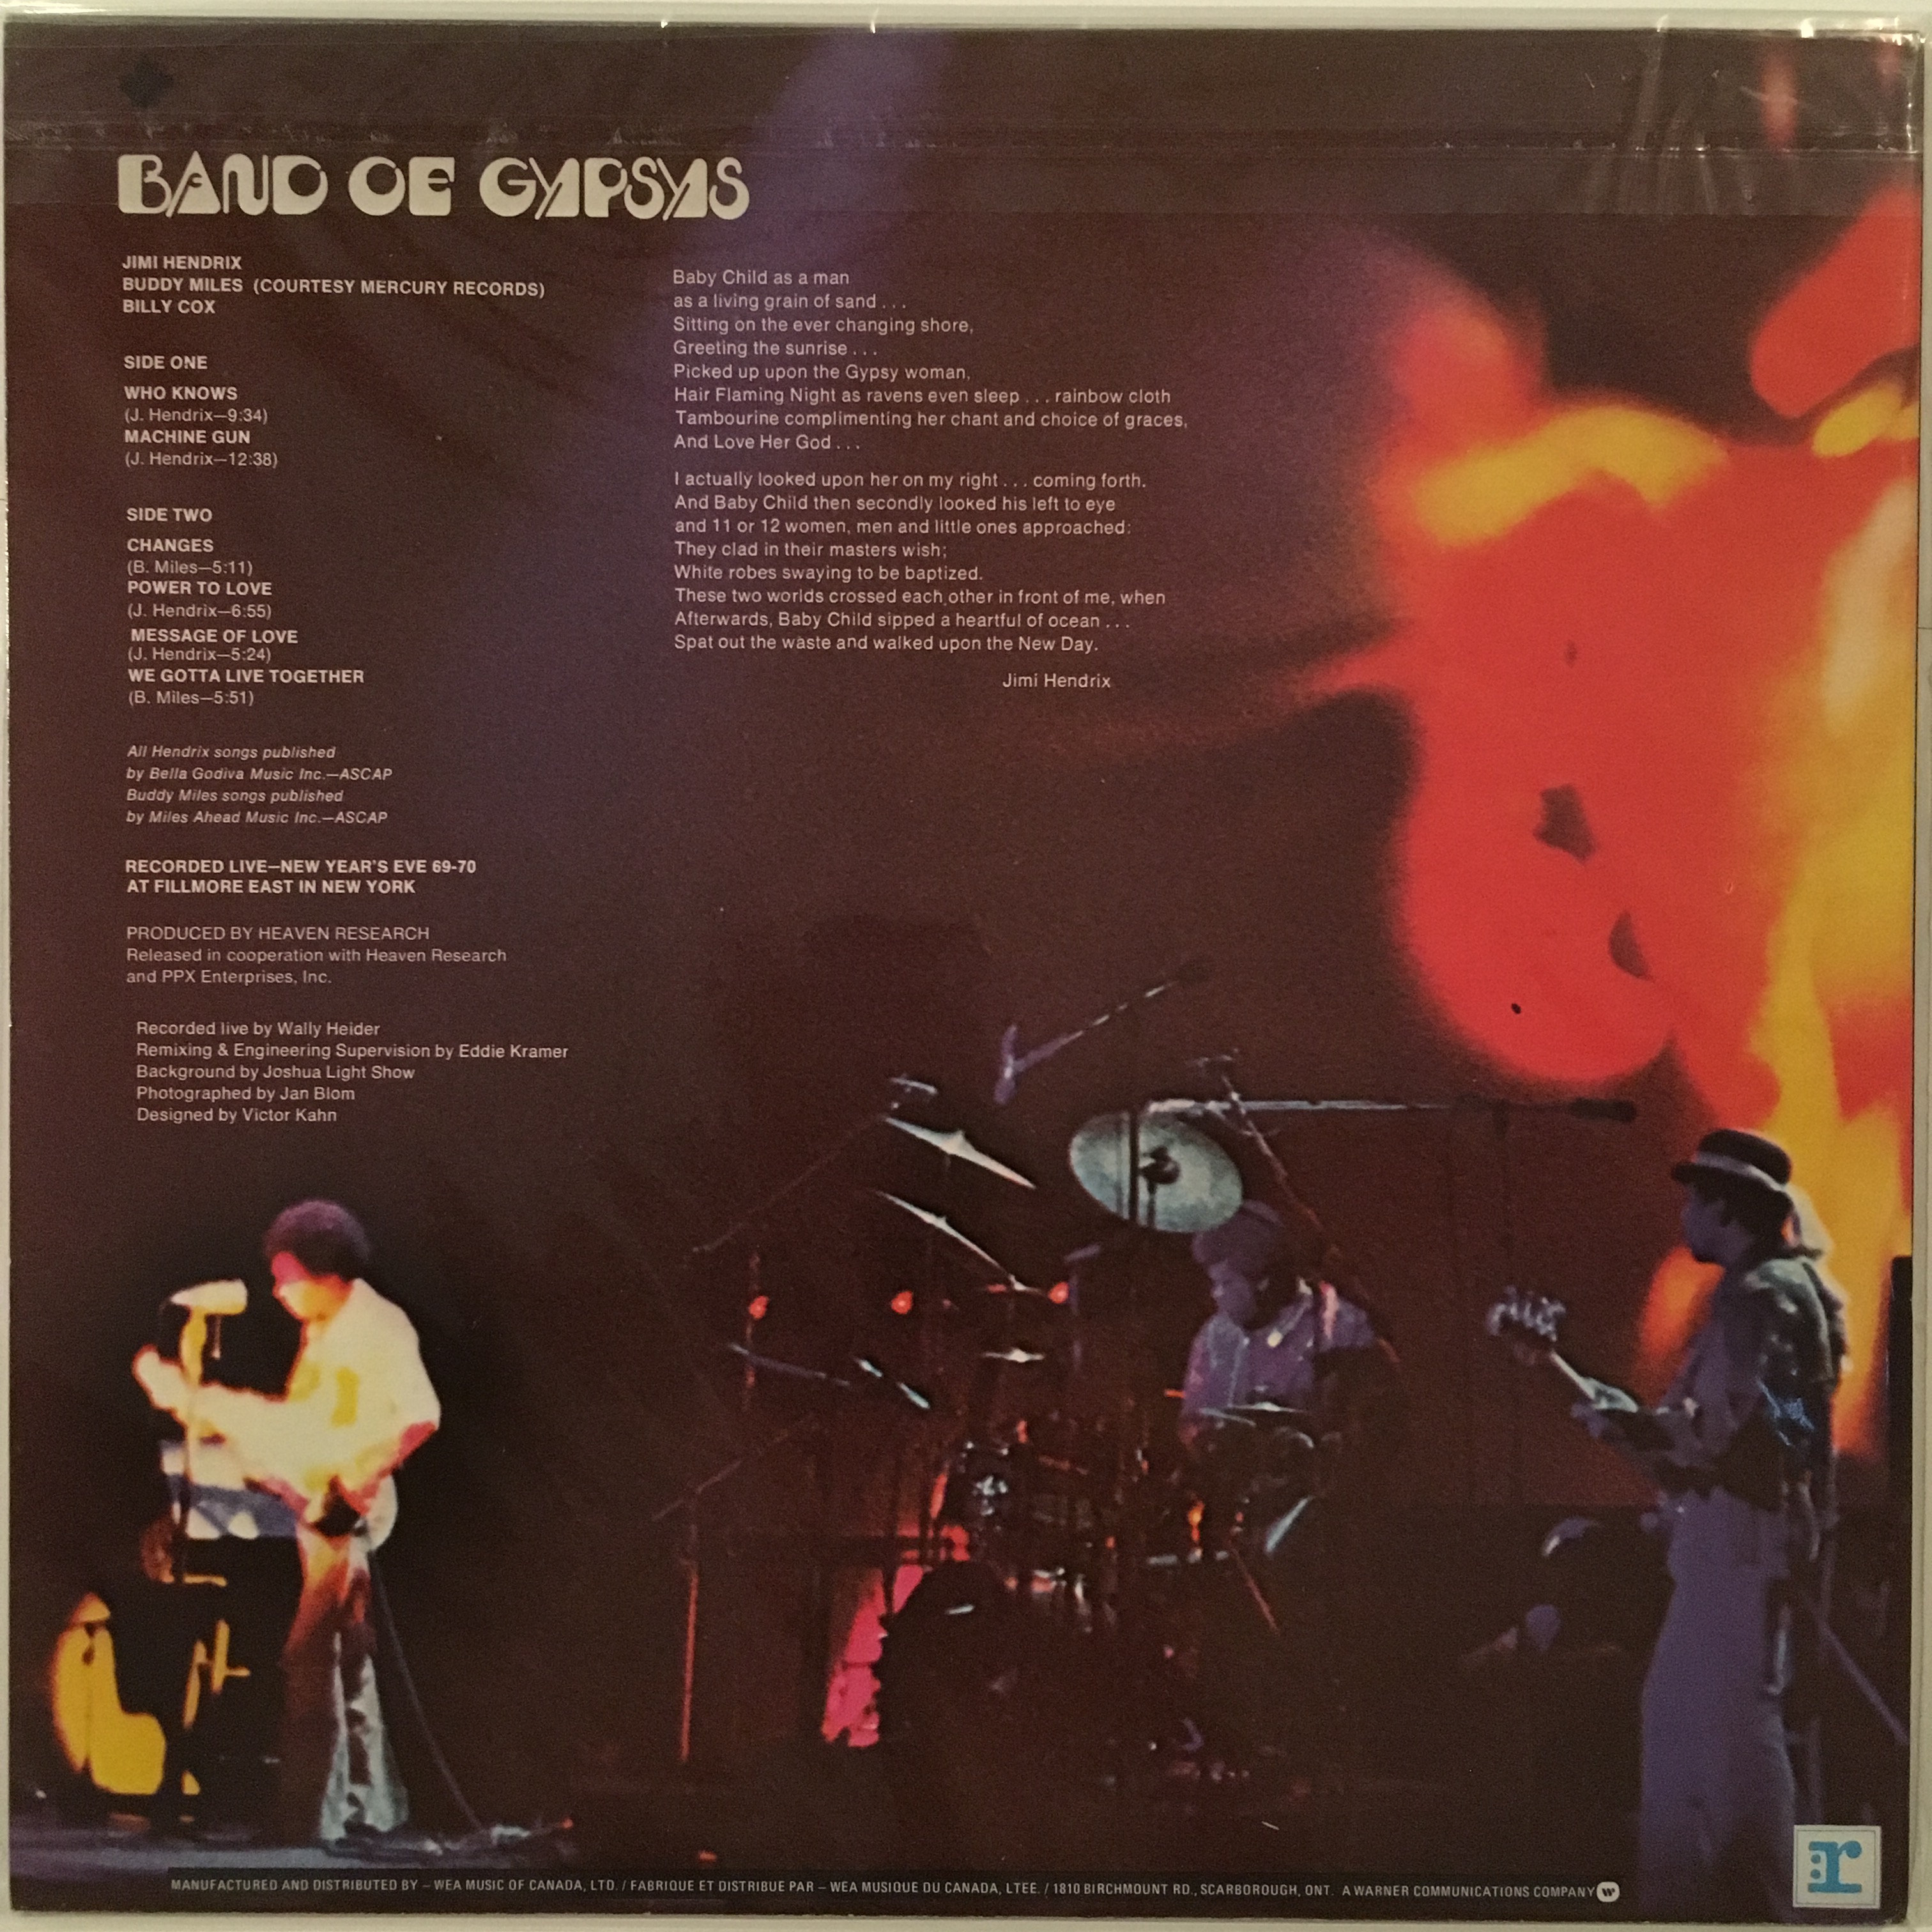 BAND OF GYPSYS
JIMI HENDRIX
BUDDY MILES (COURTESY MERCURY RECORDS)
BILLY COX
SIDE ONE
WHO KNOWS
(J. Hendrix—9:34)
MACHINE GUN
(J. Hendrix—12:38)
SIDE TWO
CHANGES
(B. Miles—5:11)
POWER TO LOVE
(J. Hendrix—6:55)
MESSAGE OF LOVE
(J. Hendrix—5:24)
WE GOTTA LIVE TOGETHER
(B. Miles—5:51)
All Hendrix songs published
by Bella Godiva Music Inc.—ASCAP
Buddy Miles songs published
by Miles Ahead Music Inc.—ASCAP
RECORDED LIVE—NEW YEAR'S EVE 69-70
AT FILLMORE EAST IN NEW YORK
PRODUCED BY HEAVEN RESEARCH
Released in cooperation with Heaven Research
and PPX Enterprises, Inc.
Recorded live by Wally Heider
Remixing & Engineering Supervision by Eddie Kramer
Background by Joshua Light Show
Photographed by Jan Blom
Designed by Victor Kahn
Baby Child as a man
as a living grain of sand . . .
Sitting on the ever changing shore,
Greeting the sunrise . . .
Picked up upon the Gypsy woman,
Hair Flaming Night as ravens even sleep . . . rainbow cloth
Tambourine complimenting her chant and choice of graces,
And Love Her God . . .
I actually looked upon her on my right . . . coming forth.
And Baby Child then secondly looked his left to eye
and 11 or 12 women, men and little ones approached:
They clad in their masters wish;
White robes swaying to be baptized.
These two worlds crossed each other in front of me, when
Afterwards, Baby Child sipped a heartful of ocean . . .
Spat out the waste and walked upon the New Day.
Jimi Hendrix
MANUFACTURED AND DISTRIBUTED BY – WEA MUSIC OF CANADA, LTD. / FABRIQUE ET DISTRIBUE PAR – WEA MUSIQUE DU CANADA, LTEE. / 1810 BIRCHMOUNT RD., SCARBOROUGH, ONT. A WARNER COMMUNICATIONS COMPANY W
r